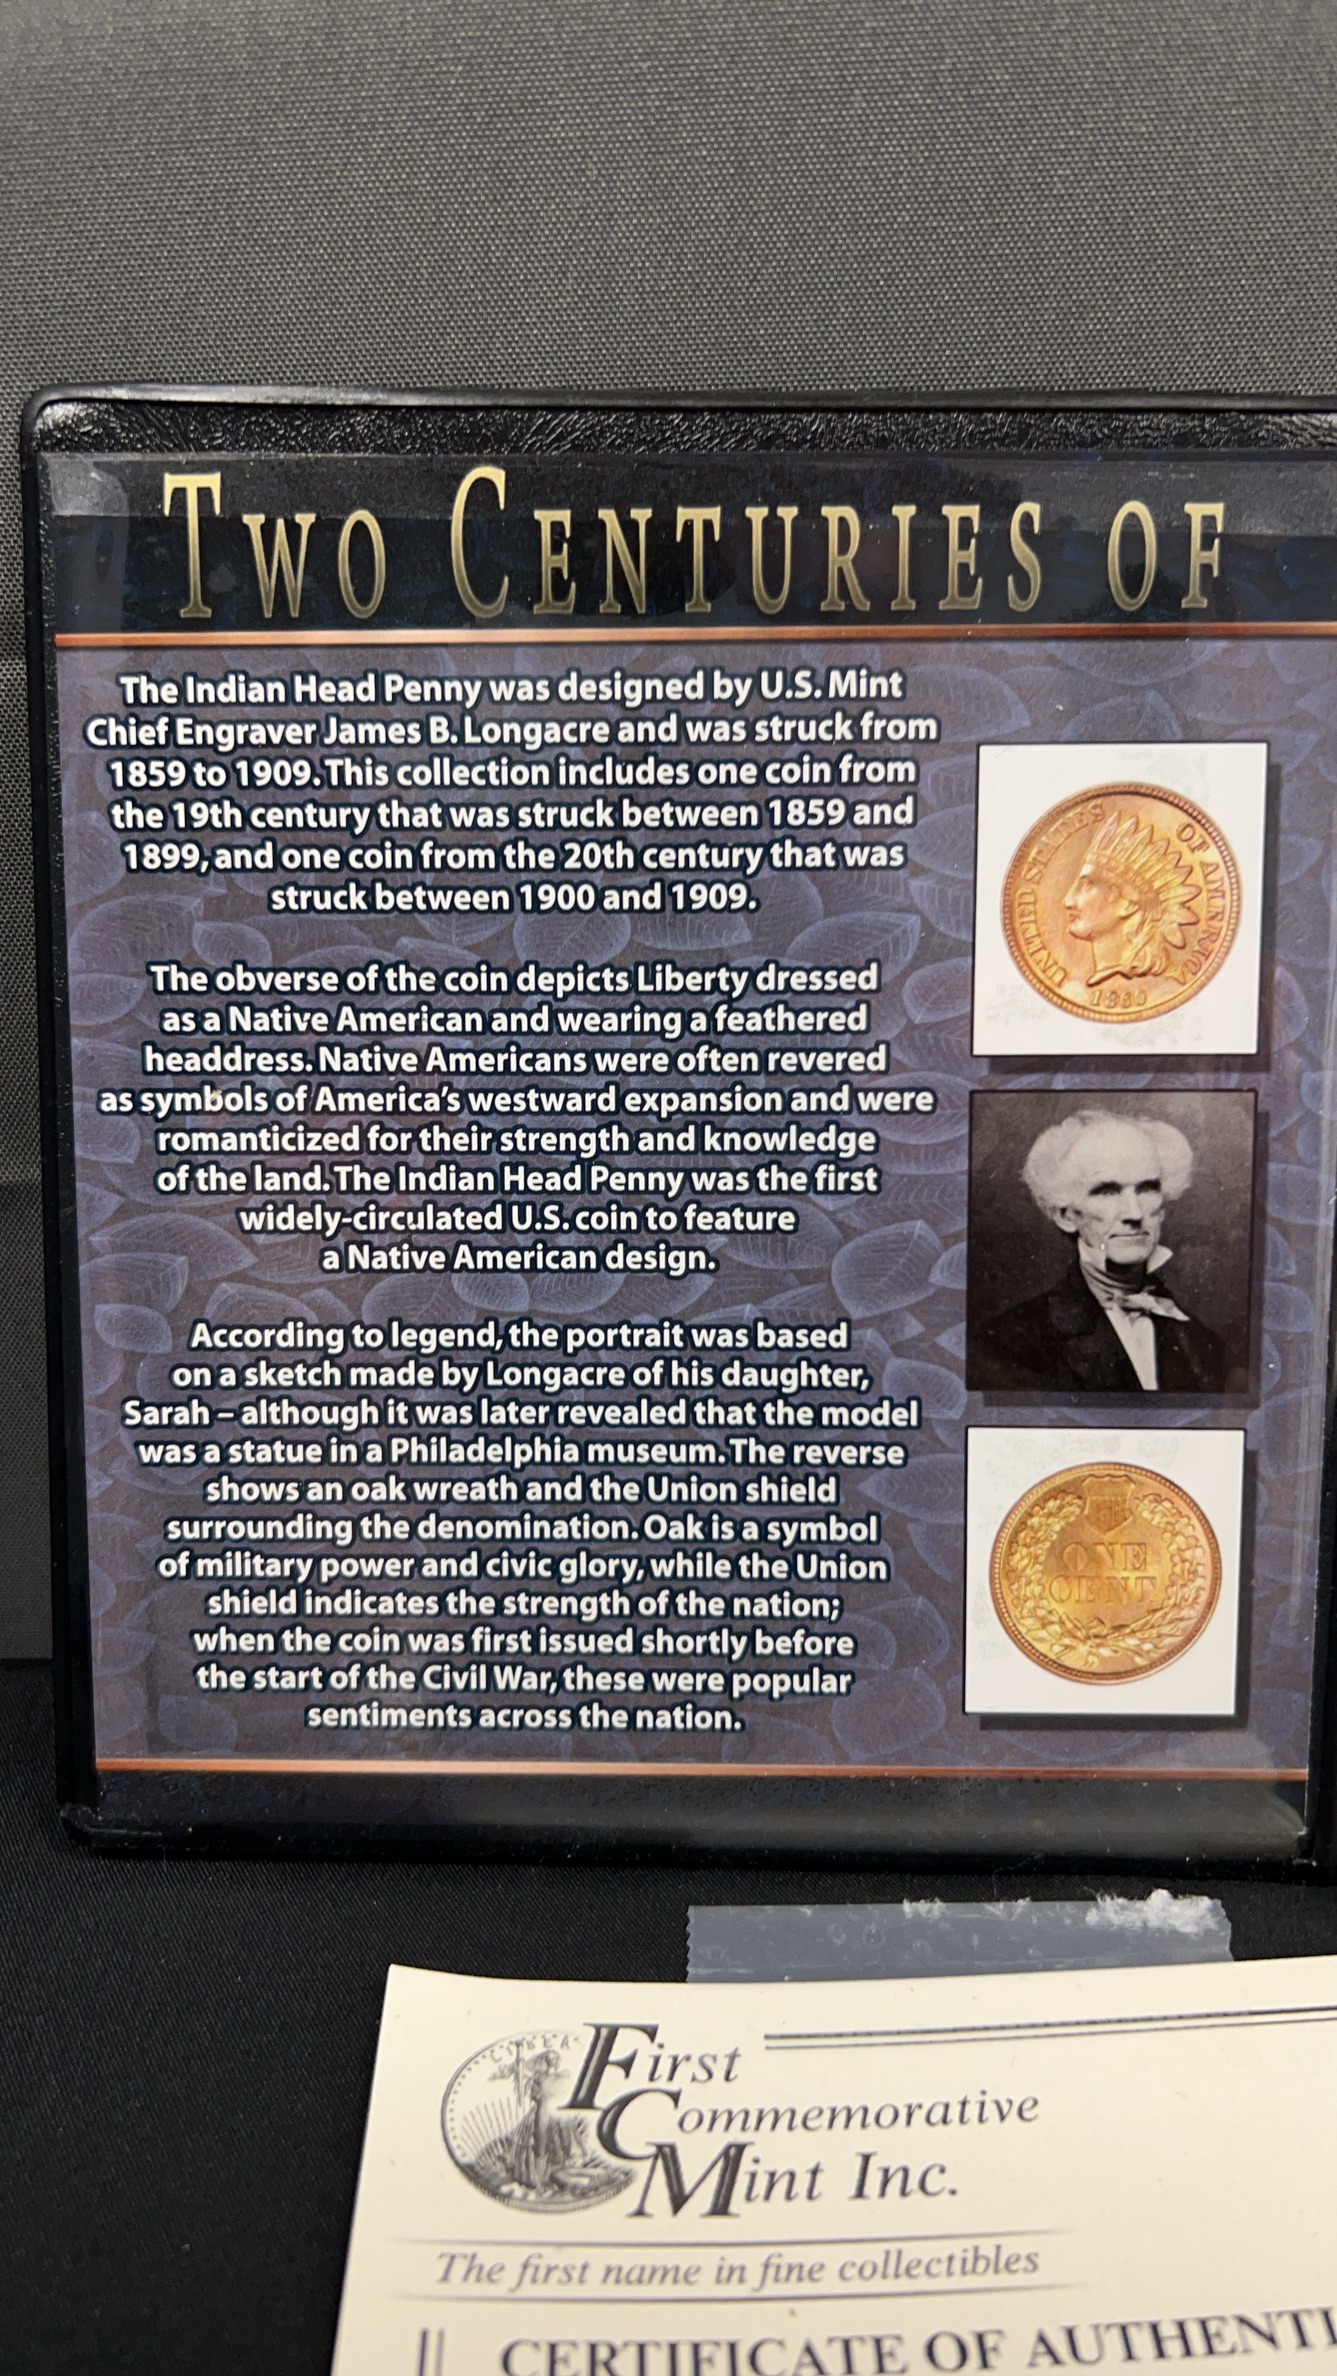 Two Centuries of
The Indian Head Penny was designed by U.S. Mint
Chief Engraver James B. Longacre and was struck from
1859 to 1909. This collection includes one coin from
the 19th century that was struck between 1859 and
1899, and one coin from the 20th century that was
struck between 1900 and 1909.
The obverse of the coin depicts Liberty dressed
as a Native American and wearing a feathered
headdress. Native Americans were often revered
as symbols of America's westward expansion and were
romanticized for their strength and knowledge
of the land. The Indian Head Penny was the first
widely-circulated U.S. coin to feature
a Native American design.
According to legend, the portrait was based
on a sketch made by Longacre of his daughter,
Sarah – although it was later revealed that the model
was a statue in a Philadelphia museum. The reverse
shows an oak wreath and the Union shield
surrounding the denomination. Oak is a symbol
of military power and civic glory, while the Union
shield indicates the strength of the nation;
when the coin was first issued shortly before
the start of the Civil War, these were popular
sentiments across the nation.
UNITED STATES OF AMERICA
ONE
CENT
First
Commemorative
Mint Inc.
The first name in fine collectibles
CERTIFICATE OF AUTHENTI